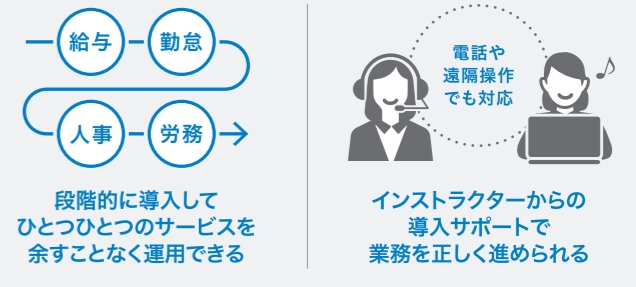 給与
勤怠
人事
労務
段階的に導入して
ひとつひとつのサービスを
余すことなく運用できる
電話や
遠隔操作
でも対応
インストラクターからの
導入サポートで
業務を正しく進められる